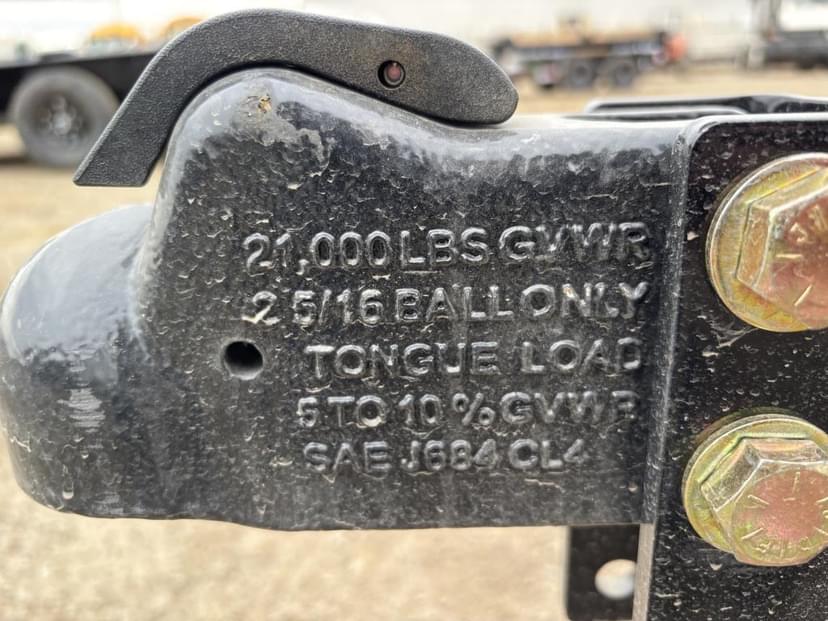 21,000 LBS GVWR
2 5/16 BALL ONLY
TONGUE LOAD
5 TO 10 % GVWR
SAE J684 CL4